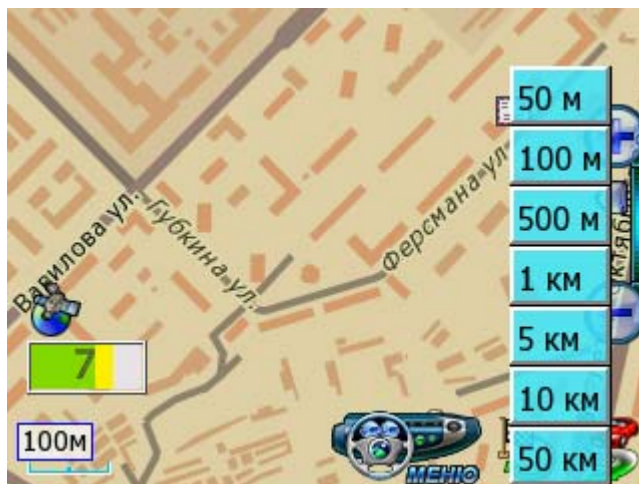 50 м
100 м
500 м
1 км
5 км
10 км
50 км
Вавилова ул.
Губкина ул.
Ферсмана ул.
7
100м
МЕНЮ